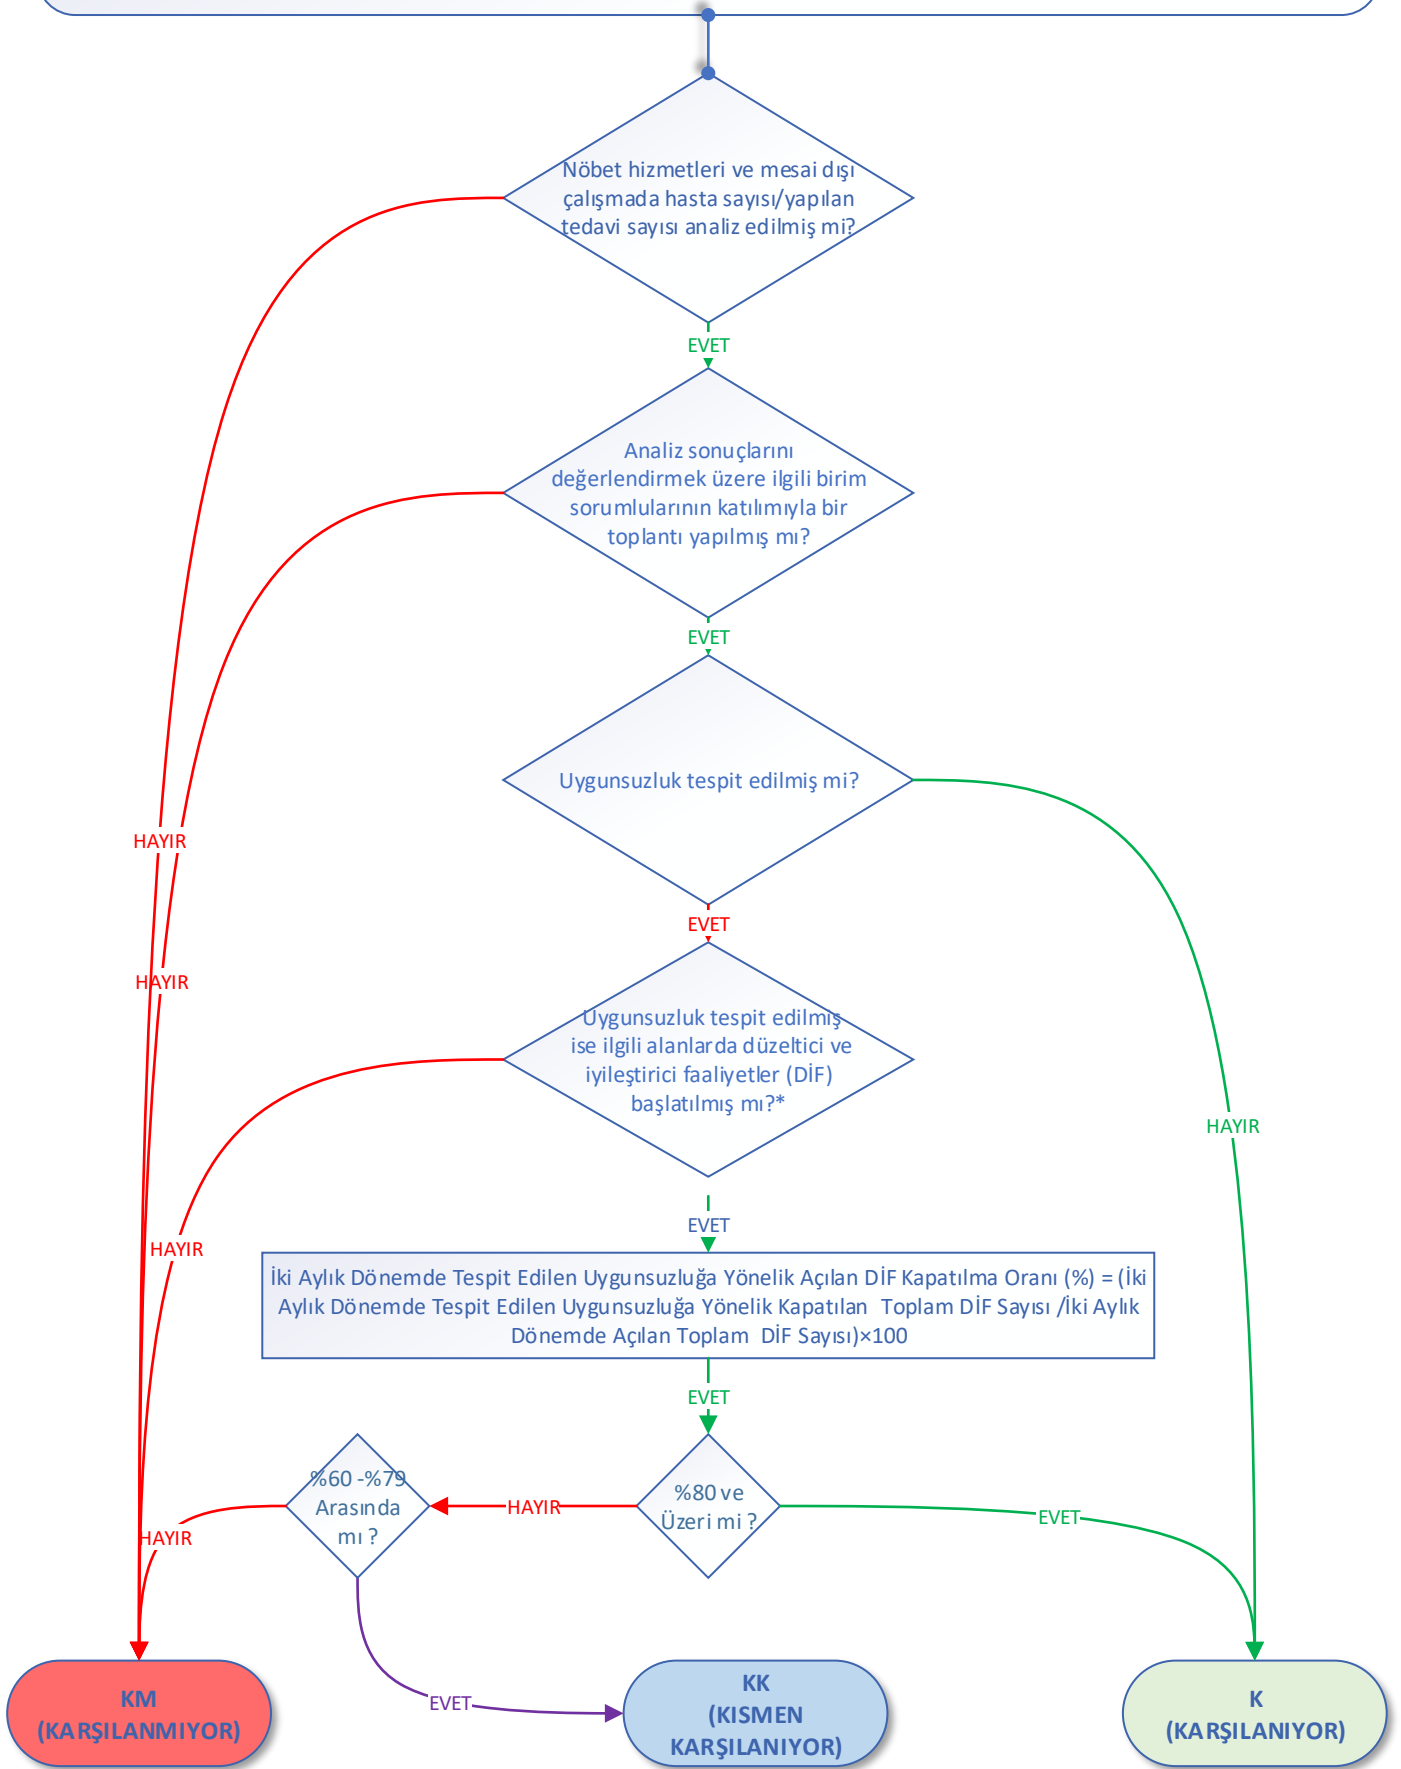 Nöbet hizmetleri ve mesai dışı
çalışmada hasta sayısı/yapılan
tedavi sayısı analiz edilmiş mi?
EVET
Analiz sonuçlarını
değerlendirmek üzere ilgili birim
sorumlularının katılımıyla bir
toplantı yapılmış mı?
EVET
Uygunsuzluk tespit edilmiş mi?
HAYIR
EVET
HAYIR
Uygunsuzluk tespit edilmiş
ise ilgili alanlarda düzeltici ve
iyileştirici faaliyetler (DİF)
başlatılmış mı?*
HAYIR
EVET
HAYIR
İki Aylık Dönemde Tespit Edilen Uygunsuzluğa Yönelik Açılan DİF Kapatılma Oranı (%) = (İki
Aylık Dönemde Tespit Edilen Uygunsuzluğa Yönelik Kapatılan Toplam DİF Sayısı /İki Aylık
Dönemde Açılan Toplam DİF Sayısı)×100
EVET
%60 -%79
Arasında
mı ?
HAYIR
%80 ve
Üzeri mi ?
EVET
HAYIR
EVET
KM
(KARŞILANMIYOR)
KK
(KISMEN
KARŞILANIYOR)
K
(KARŞILANIYOR)